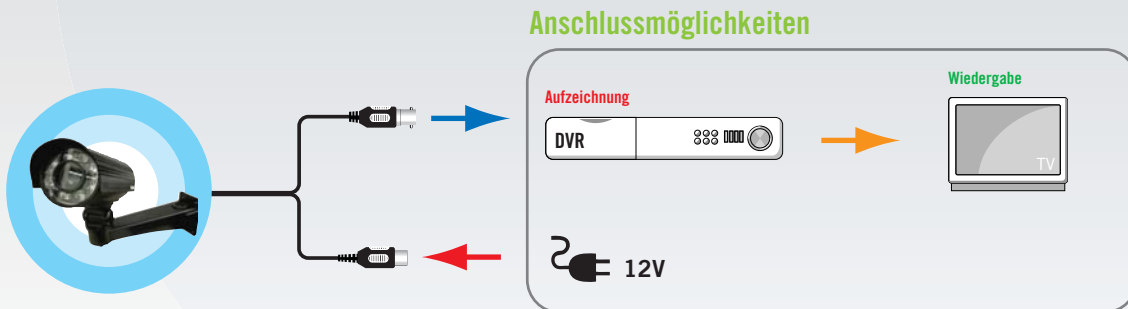 Anschlussmöglichkeiten
Wiedergabe
Aufzeichnung
DVR
TV
12V